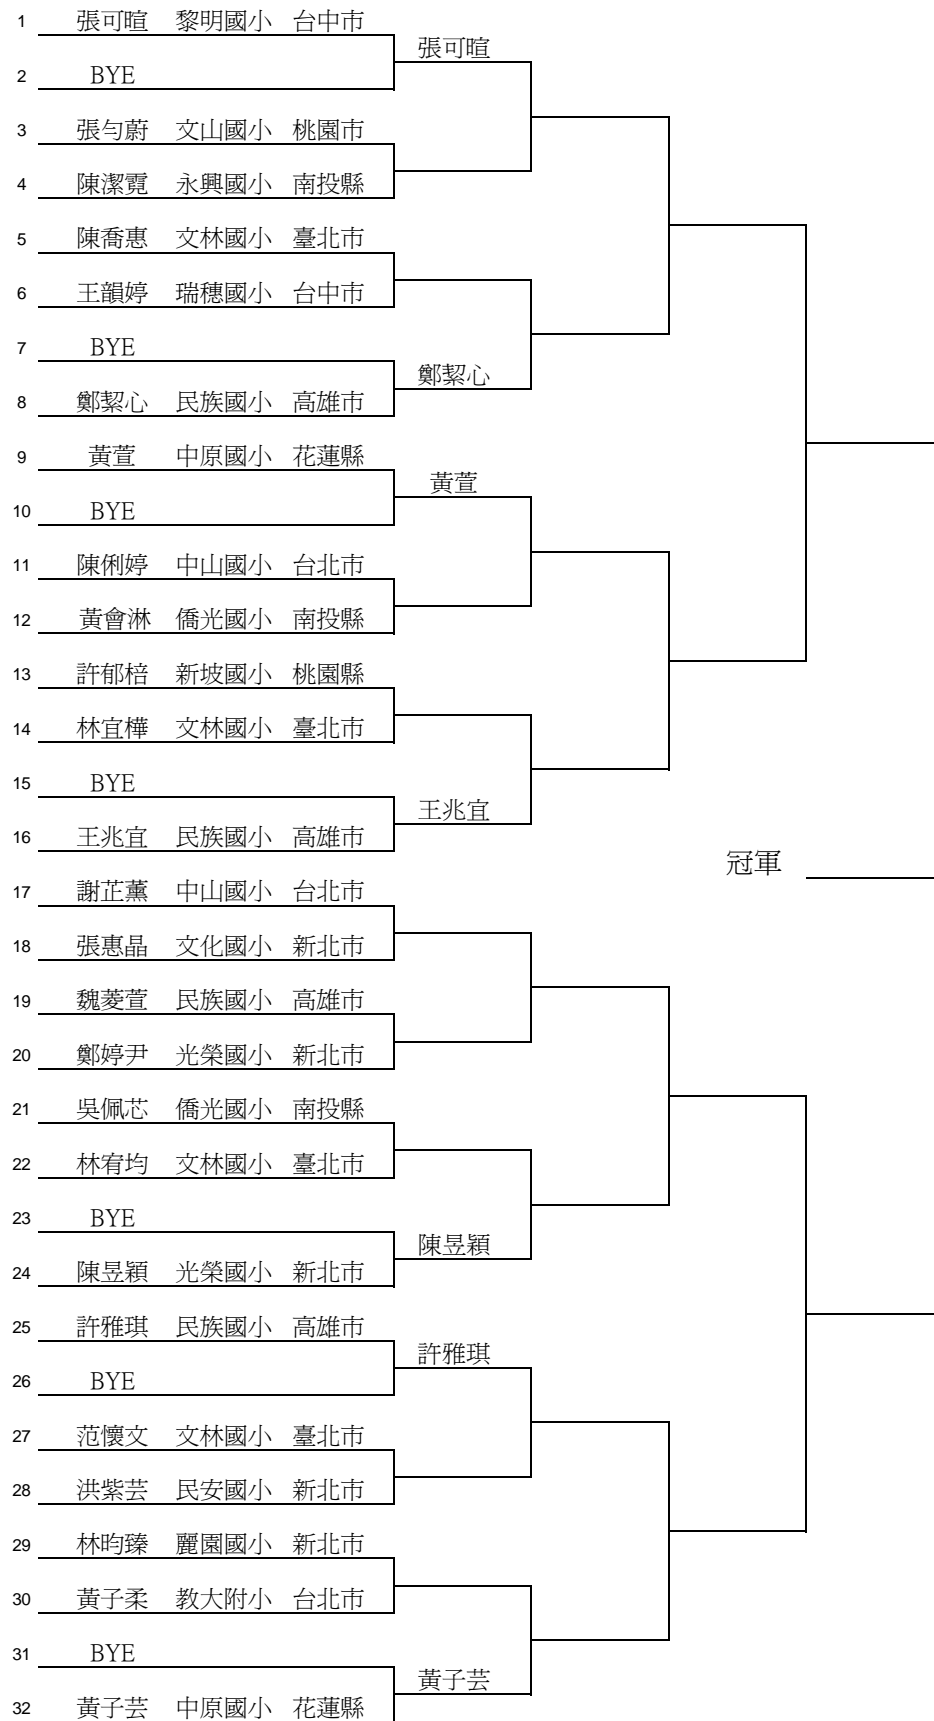 1 張可暄 黎明國小 台中市
張可暄
2 BYE
3 張勻蔚 文山國小 桃園市
4 陳潔霓 永興國小 南投縣
5 陳喬惠 文林國小 臺北市
6 王韻婷 瑞穗國小 台中市
7 BYE
鄭絜心
8 鄭絜心 民族國小 高雄市
9 黃萱 中原國小 花蓮縣
黃萱
10 BYE
11 陳俐婷 中山國小 台北市
12 黃會淋 僑光國小 南投縣
13 許郁棓 新坡國小 桃園縣
14 林宜樺 文林國小 臺北市
15 BYE
王兆宜
16 王兆宜 民族國小 高雄市
冠軍
17 謝芷薰 中山國小 台北市
18 張惠晶 文化國小 新北市
19 魏菱萱 民族國小 高雄市
20 鄭婷尹 光榮國小 新北市
21 吳佩芯 僑光國小 南投縣
22 林宥均 文林國小 臺北市
23 BYE
陳昱穎
24 陳昱穎 光榮國小 新北市
25 許雅琪 民族國小 高雄市
許雅琪
26 BYE
27 范懷文 文林國小 臺北市
28 洪紫芸 民安國小 新北市
29 林昀臻 麗園國小 新北市
30 黃子柔 教大附小 台北市
31 BYE
黃子芸
32 黃子芸 中原國小 花蓮縣